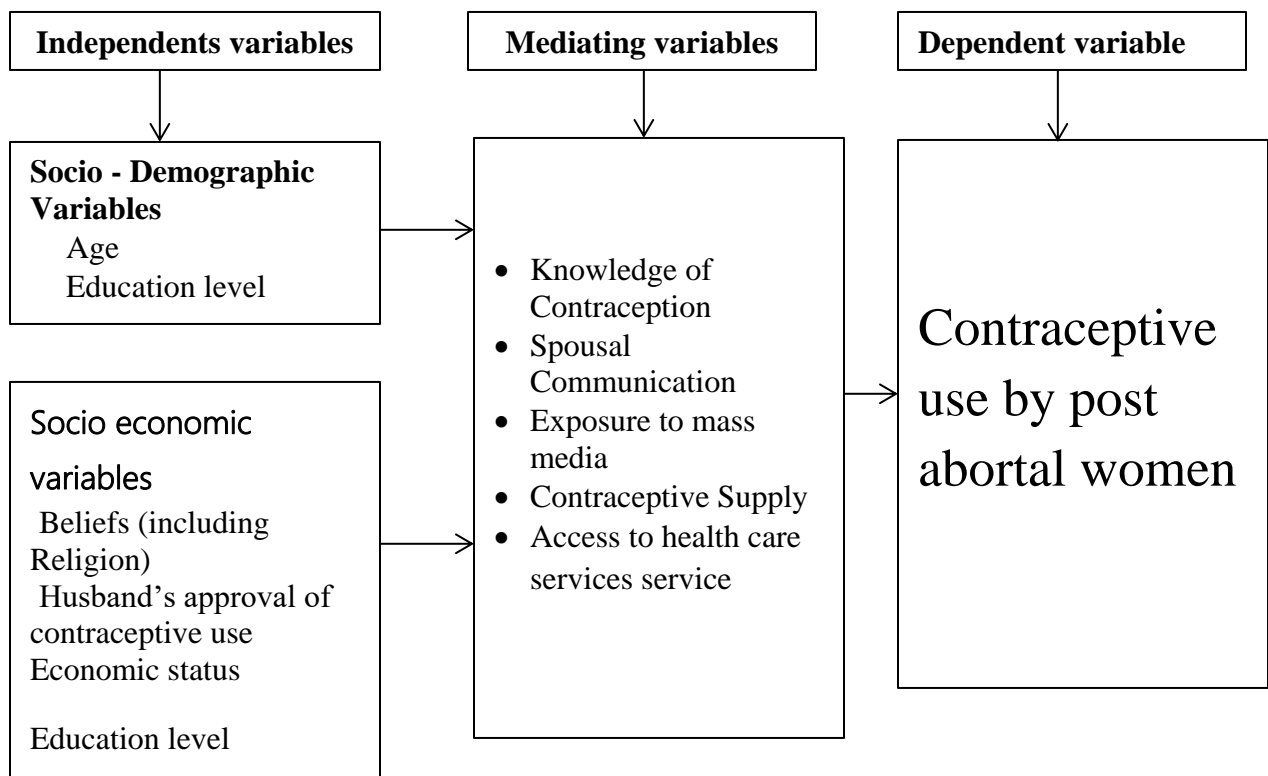 Independents variables
Mediating variables
Dependent variable
Socio - Demographic
Variables
Age
Education level
Socio economic
variables
Beliefs (including
Religion)
Husband’s approval of
contraceptive use
Economic status
Education level
• Knowledge of
Contraception
• Spousal
Communication
• Exposure to mass
media
• Contraceptive Supply
• Access to health care
services service
Contraceptive
use by post
abortal women